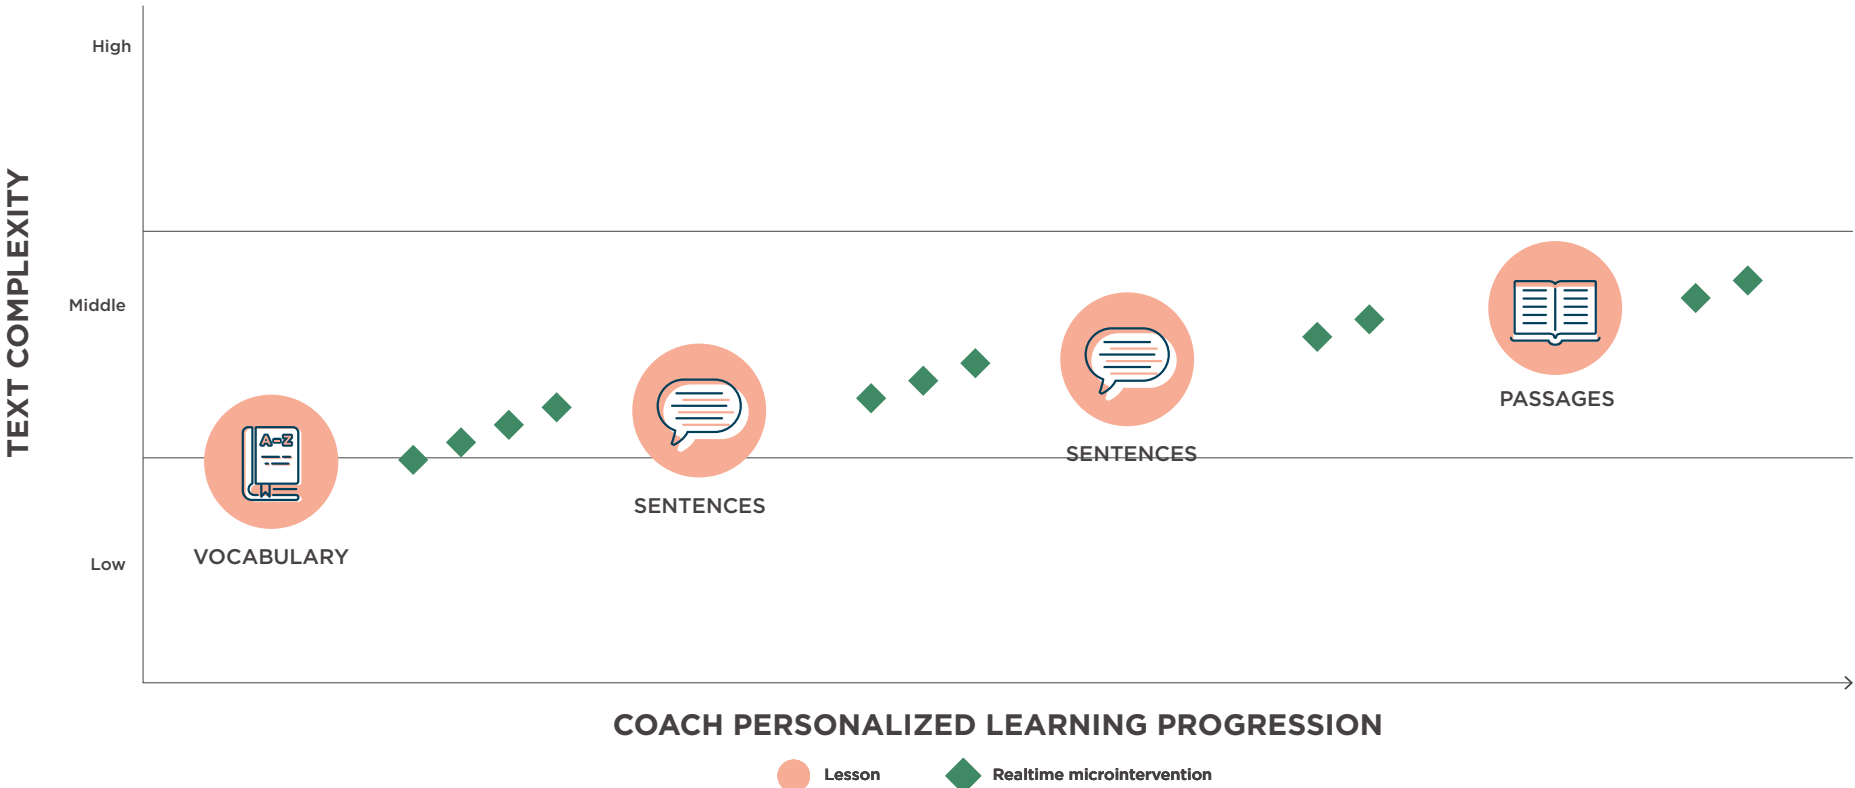 High
TEXT COMPLEXITY
Middle
Low
A-Z
VOCABULARY
SENTENCES
SENTENCES
PASSAGES
COACH PERSONALIZED LEARNING PROGRESSION
Lesson
Realtime microintervention